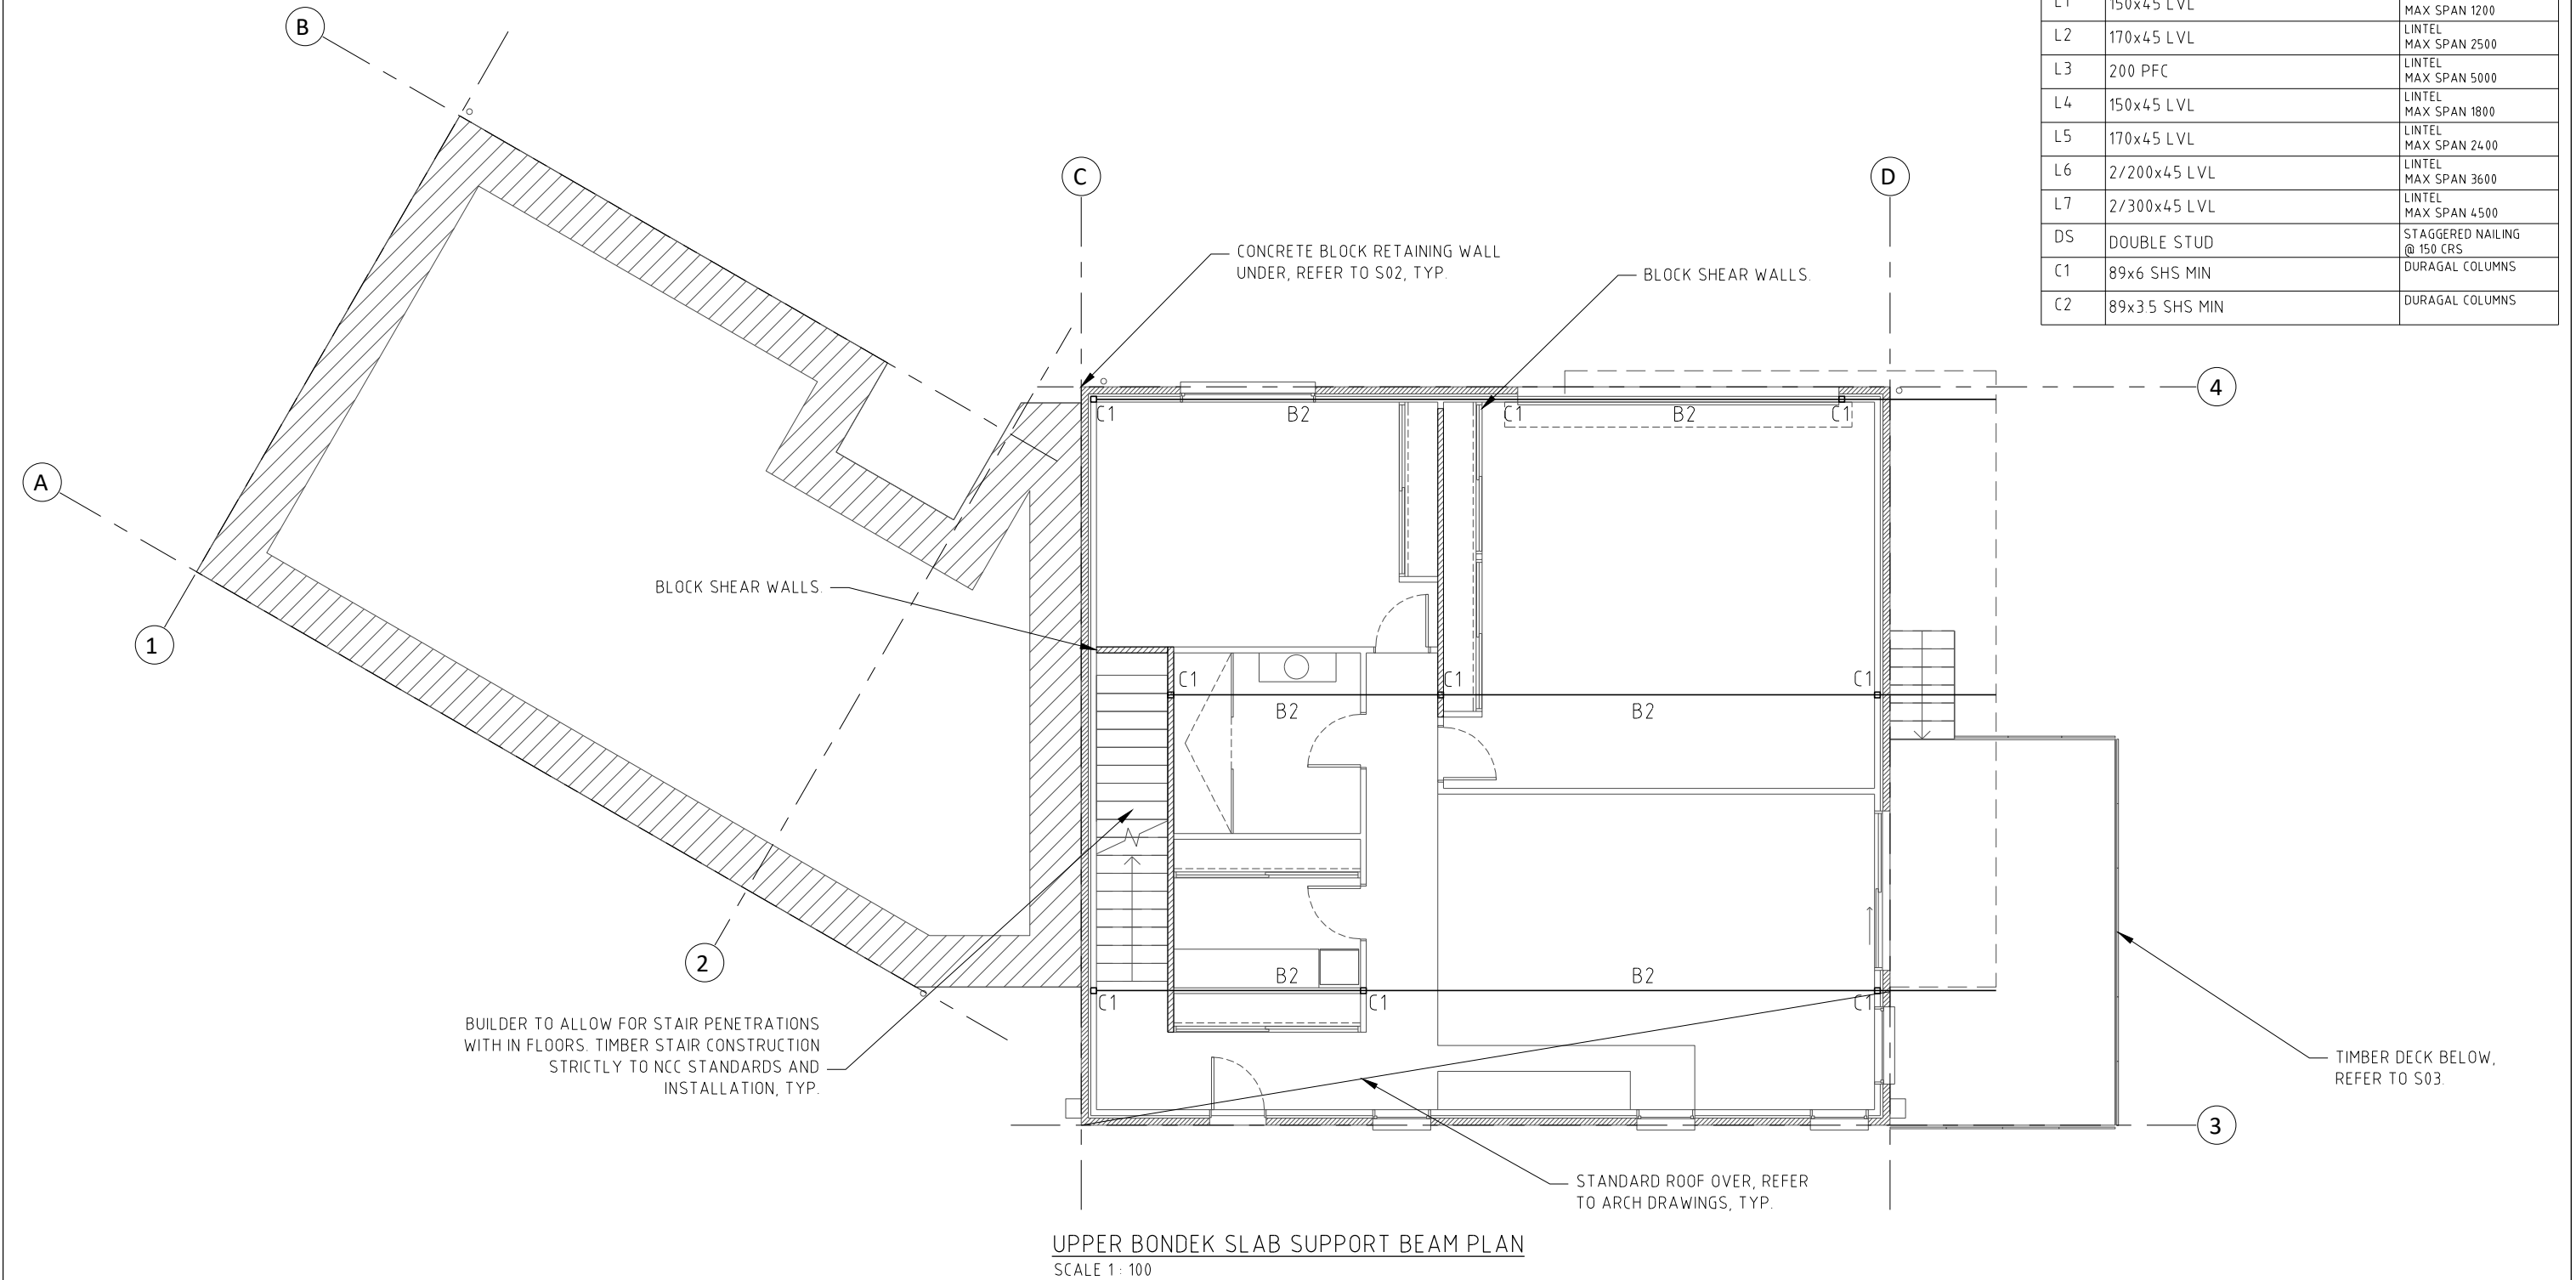 L1 150x45 LVL
MAX SPAN 1200
L2 170x45 LVL LINTEL
MAX SPAN 2500
L3 200 PFC LINTEL
MAX SPAN 5000
L4 150x45 LVL LINTEL
MAX SPAN 1800
L5 170x45 LVL LINTEL
MAX SPAN 2400
L6 2/200x45 LVL LINTEL
MAX SPAN 3600
L7 2/300x45 LVL LINTEL
MAX SPAN 4500
DS DOUBLE STUD STAGGERED NAILING
@ 150 CRS
C1 89x6 SHS MIN DURAGAL COLUMNS
C2 89x3.5 SHS MIN DURAGAL COLUMNS
B
C
D
CONCRETE BLOCK RETAINING WALL
UNDER, REFER TO S02, TYP.
BLOCK SHEAR WALLS.
4
C1
B2
C1
B2
C1
A
BLOCK SHEAR WALLS.
1
C1
C1
C1
B2
B2
2
B2
B2
C1
C1
C1
BUILDER TO ALLOW FOR STAIR PENETRATIONS
WITH IN FLOORS. TIMBER STAIR CONSTRUCTION
STRICTLY TO NCC STANDARDS AND
INSTALLATION, TYP.
TIMBER DECK BELOW,
REFER TO S03.
3
STANDARD ROOF OVER, REFER
TO ARCH DRAWINGS, TYP.
UPPER BONDEK SLAB SUPPORT BEAM PLAN
SCALE 1 : 100